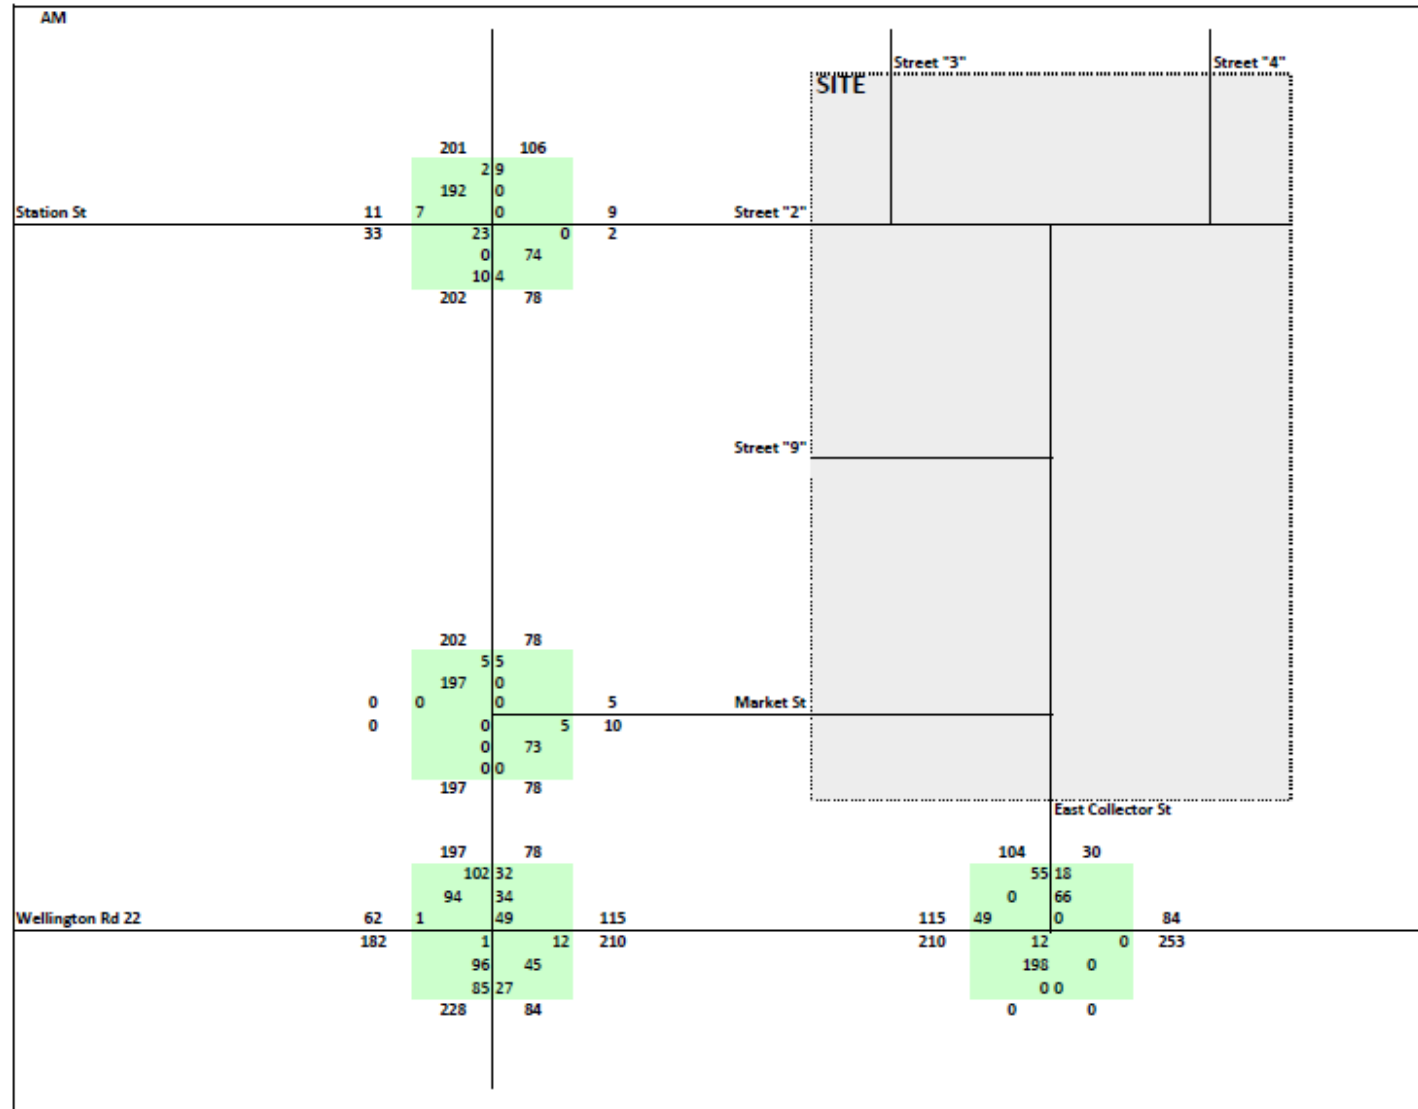 AM
Street "3" Street "4"
SITE
201 106
2 9
192 0
Station St 11 7 0 9 Street "2"
33 23 0 2
0 74
10 4
202 78
Street "9"
202 78
5 5
197 0
0 0 0 5 Market St
0 0 5 10
0 73
0 0
197 78
East Collector St
197 78 104 30
102 32 55 18
94 34 0 66
Wellington Rd 22 62 1 49 115 115 49 0 84
182 1 12 210 210 12 0 253
96 45 198 0
85 27 0 0
228 84 0 0